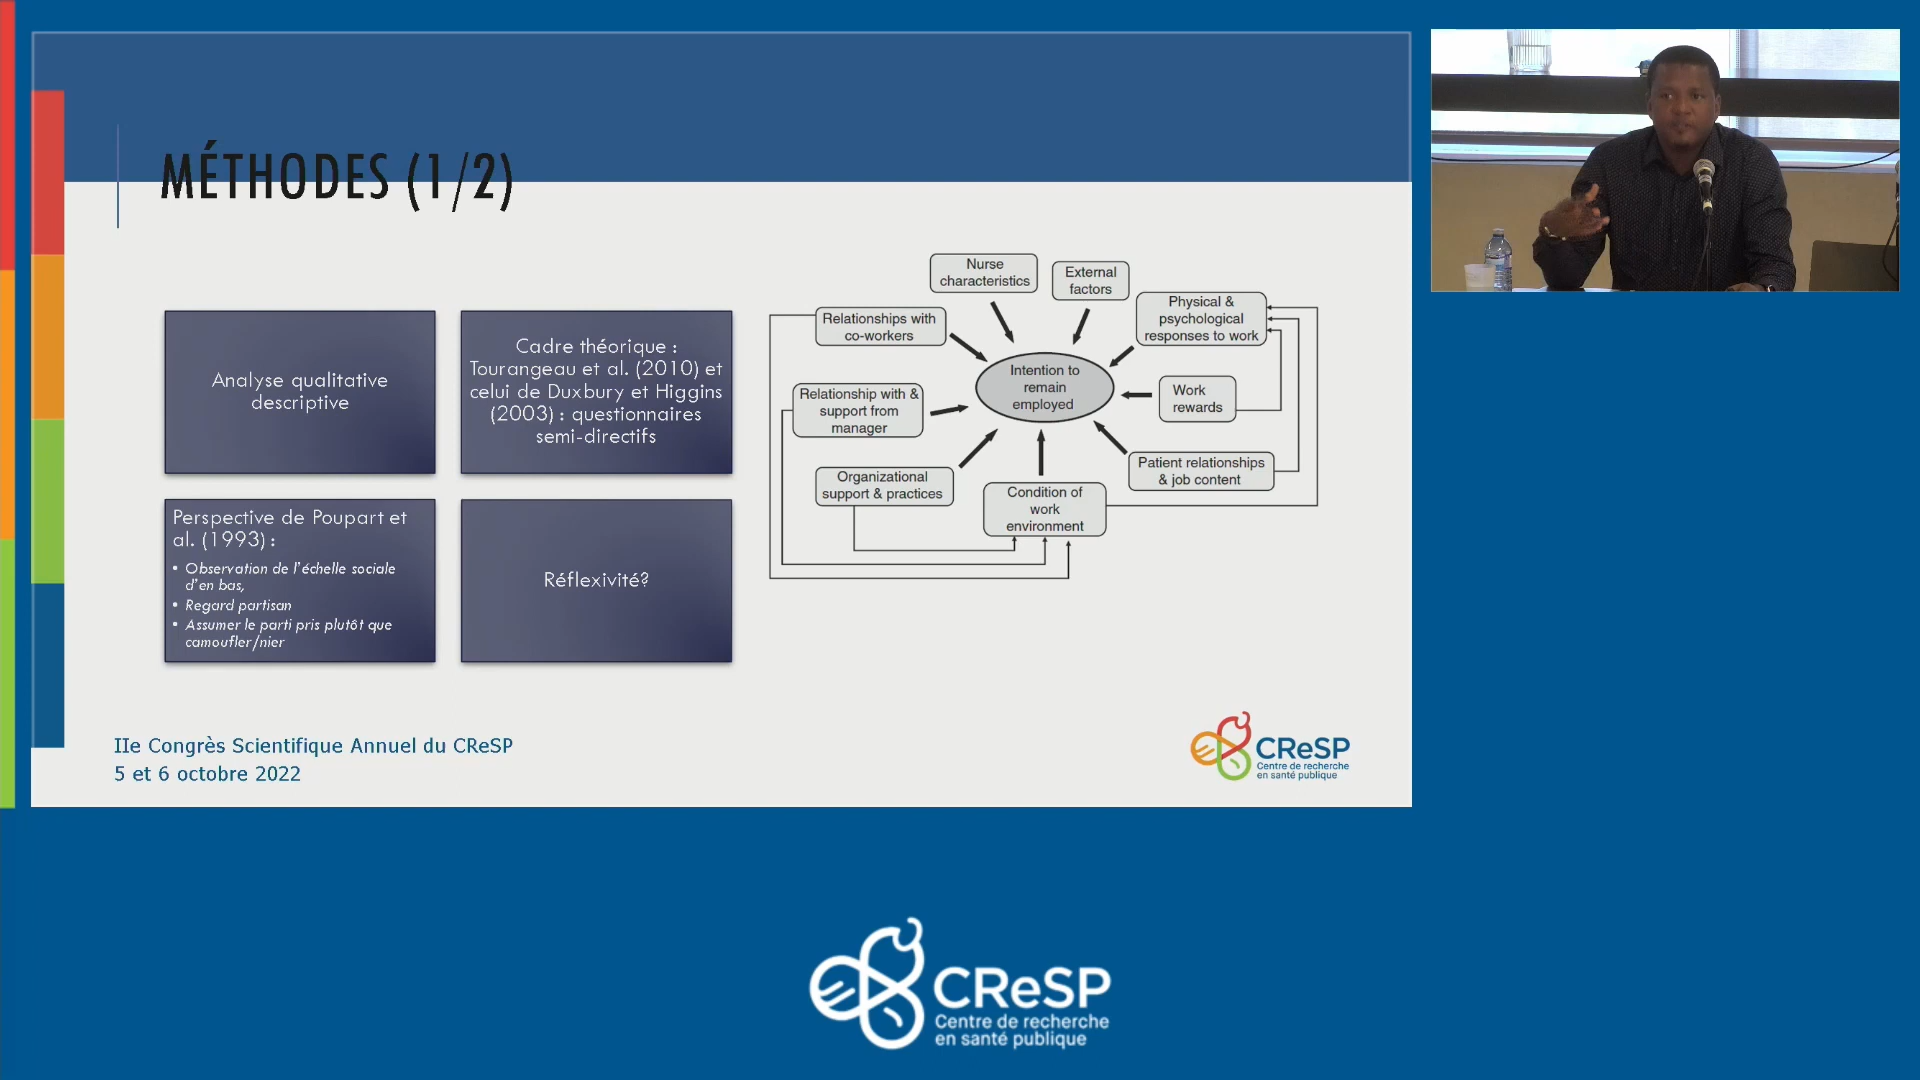 MÉTHODES (1/2)
Analyse qualitative
descriptive
Cadre théorique :
Tourangeau et al. (2010) et
celui de Duxbury et Higgins
(2003) : questionnaires
semi-directifs
Perspective de Poupart et
al. (1993) :
• Observation de l'échelle sociale
d'en bas,
• Regard partisan
• Assumer le parti pris plutôt que
camoufler/nier
Réflexivité?
Nurse
characteristics
External
factors
Physical &
psychological
responses to work
Relationships with
co-workers
Intention to
remain
employed
Work
rewards
Relationship with &
support from
manager
Patient relationships
& job content
Organizational
support & practices
Condition of
work
environment
IIe Congrès Scientifique Annuel du CReSP
5 et 6 octobre 2022
CReSP
Centre de recherche
en santé publique
CReSP
Centre de recherche
en santé publique